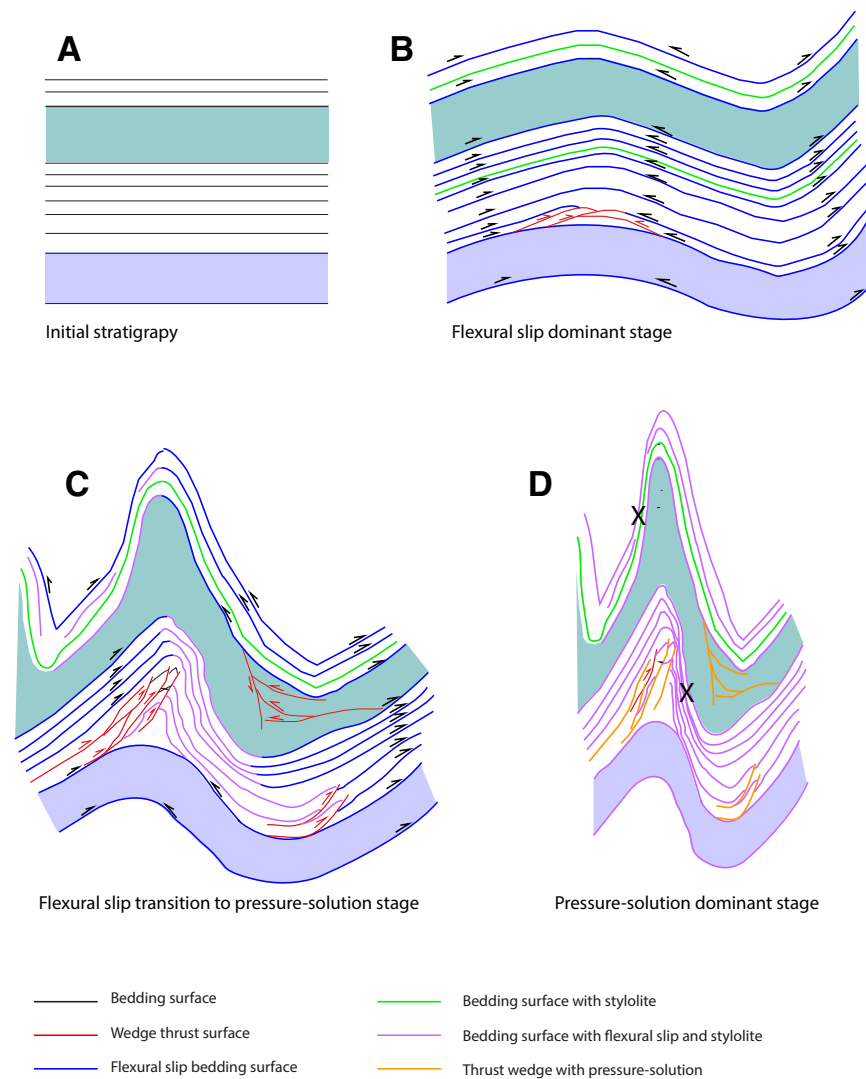 A
B
Initial stratigrapy
Flexural slip dominant stage
C
D
X
X
Flexural slip transition to pressure-solution stage
Pressure-solution dominant stage
Bedding surface
Bedding surface with stylolite
Wedge thrust surface
Bedding surface with flexural slip and stylolite
Flexural slip bedding surface
Thrust wedge with pressure-solution